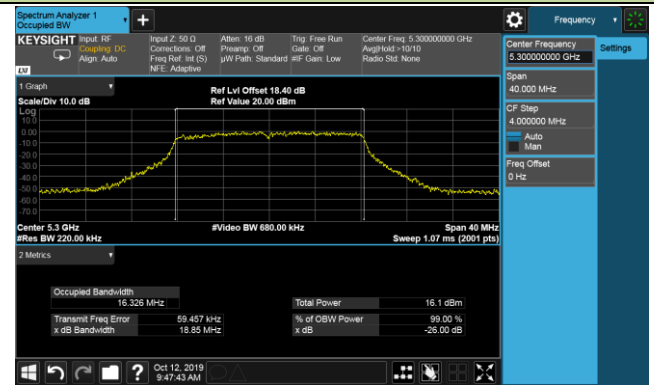 Spectrum Analyzer 1
Occupied BW
+
Frequency
KEYSIGHT
Input: RF
Coupling: DC
Align: Auto
Input Z: 50 Ω
Corrections: Off
Freq Ref: Int (S)
NFE: Adaptive
Atten: 16 dB
Preamp: Off
µW Path: Standard
Trig: Free Run
Gate: Off
#IF Gain: Low
Center Freq: 5.300000000 GHz
Avg|Hold:>10/10
Radio Std: None
LXI
Center Frequency
5.300000000 GHz
Settings
Span
40.000 MHz
CF Step
4.000000 MHz
Auto
Man
Freq Offset
0 Hz
1 Graph
Scale/Div 10.0 dB
Ref Lvl Offset 18.40 dB
Ref Value 20.00 dBm
Log
10.0
0.00
-10.0
-20.0
-30.0
-40.0
-50.0
-60.0
-70.0
Center 5.3 GHz
#Video BW 680.00 kHz
Span 40 MHz
#Res BW 220.00 kHz
Sweep 1.07 ms (2001 pts)
2 Metrics
Occupied Bandwidth
16.326 MHz
Total Power 16.1 dBm
Transmit Freq Error 59.457 kHz
% of OBW Power 99.00 %
x dB Bandwidth 18.85 MHz
x dB -26.00 dB
?
Oct 12, 2019
9:47:43 AM